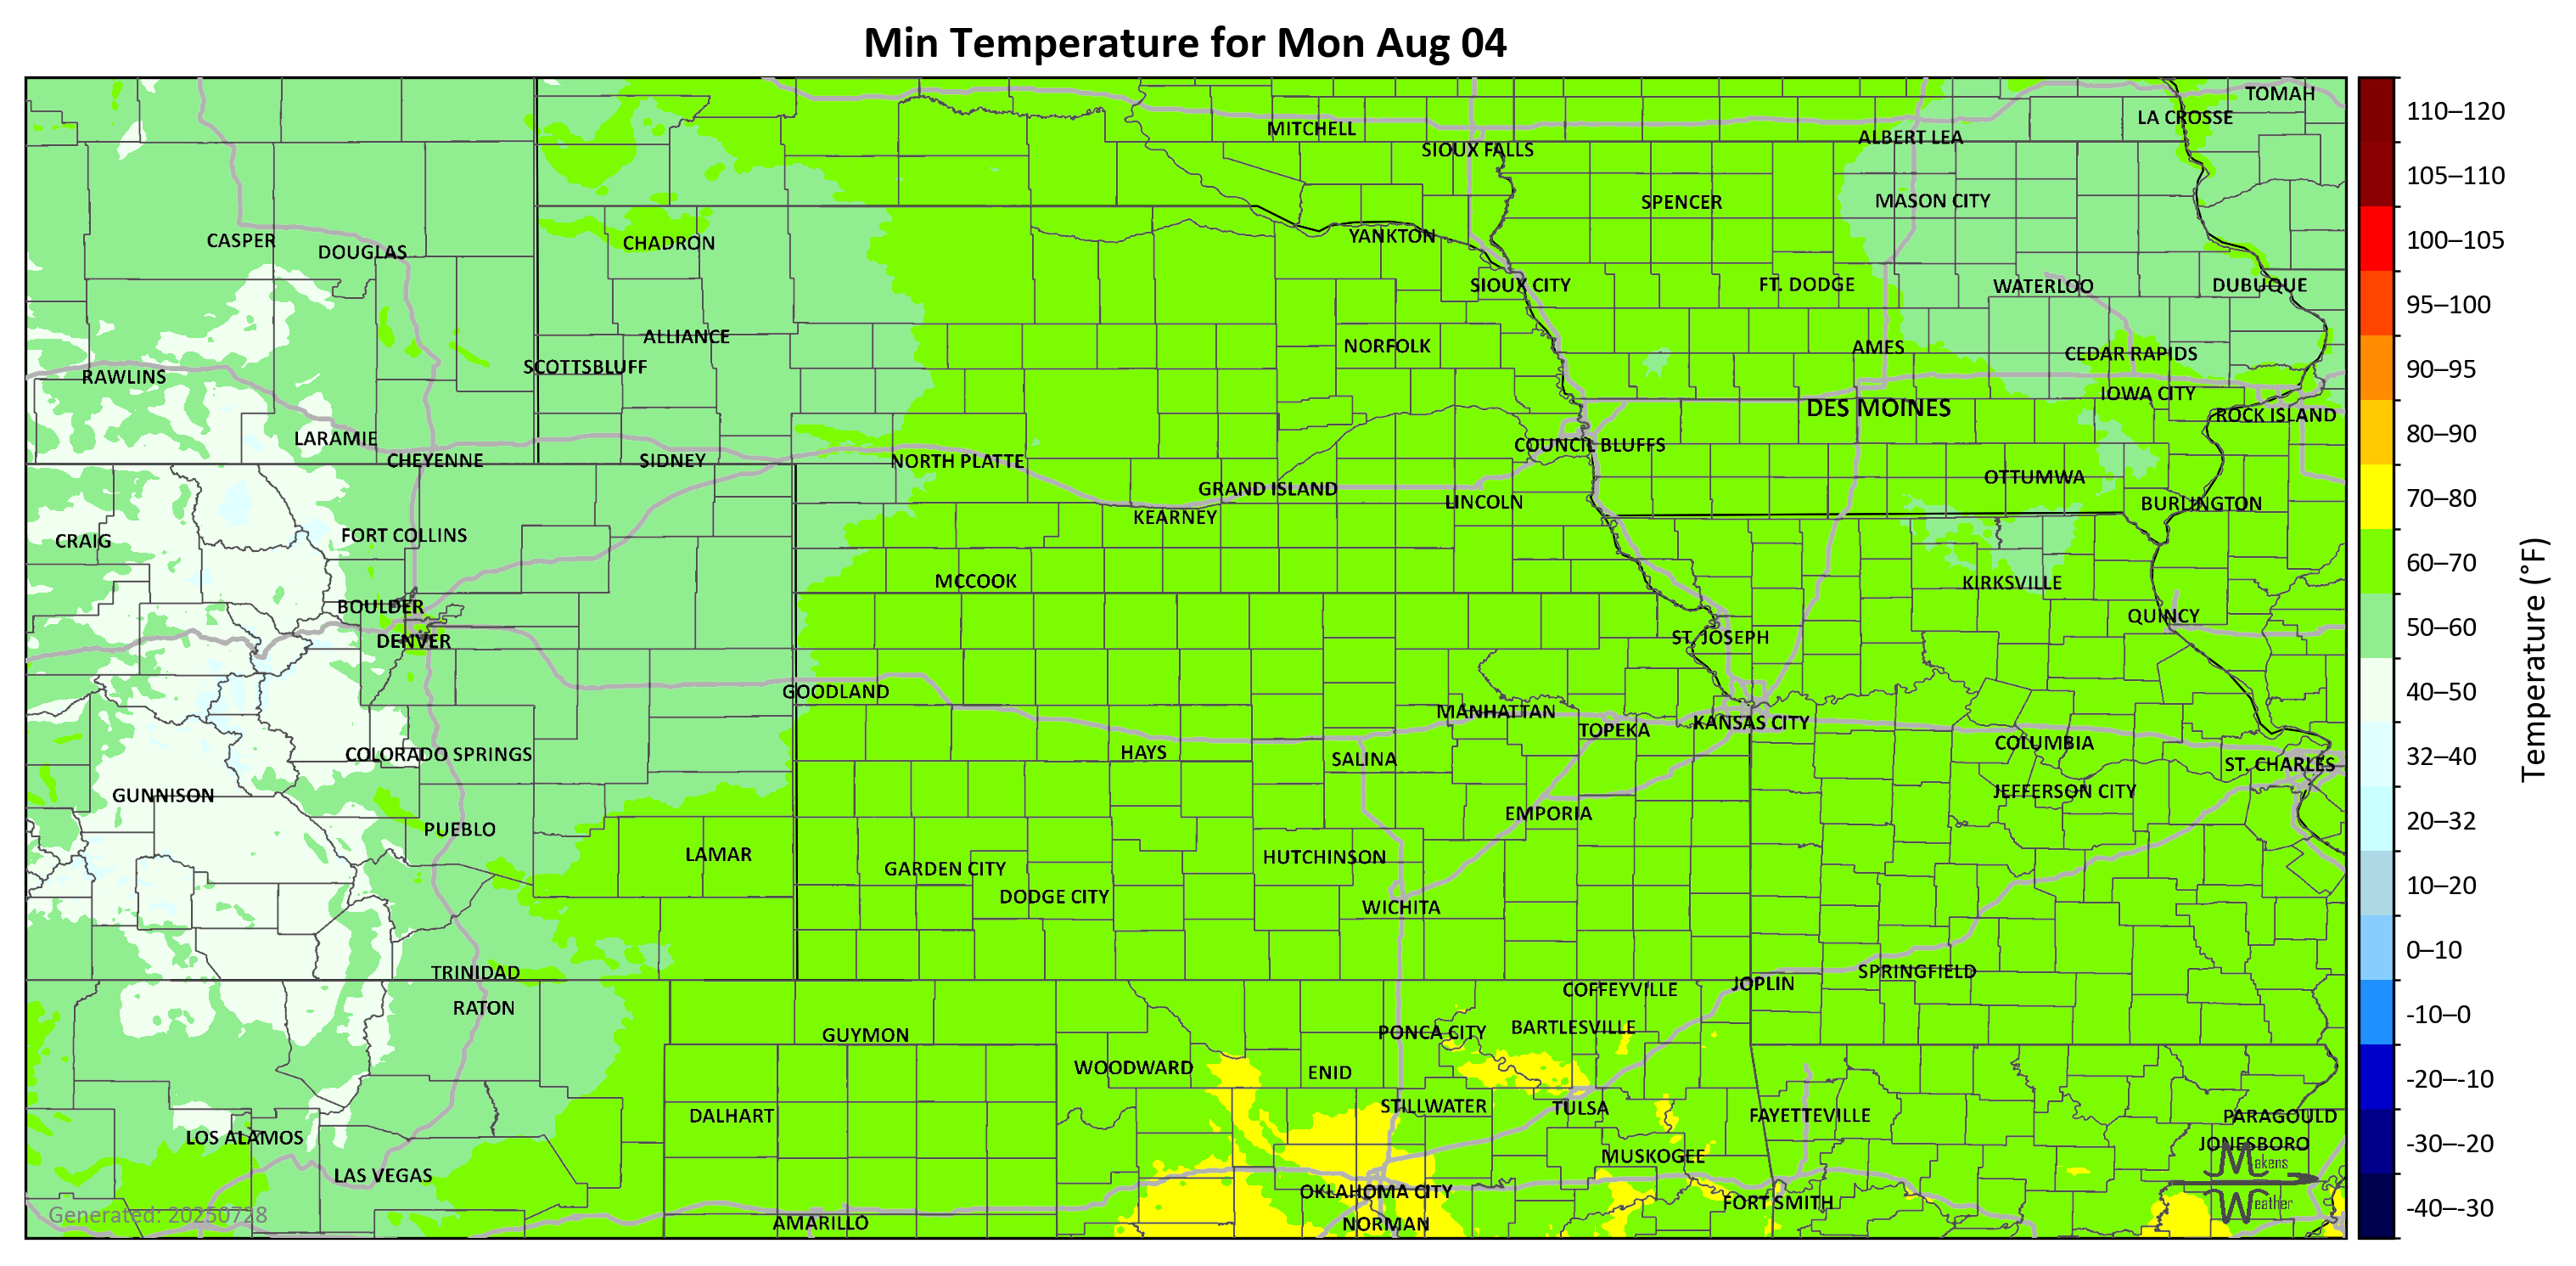 Min Temperature for Mon Aug 04
TOMAH
LA CROSSE
MITCHELL
ALBERT LEA
SIOUX FALLS
SPENCER
MASON CITY
CASPER
DOUGLAS
CHADRON
YANKTON
SIOUX CITY
FT. DODGE
WATERLOO
DUBUQUE
ALLIANCE
NORFOLK
AMES
CEDAR RAPIDS
SCOTTSBLUFF
RAWLINS
IOWA CITY
DES MOINES
ROCK ISLAND
LARAMIE
COUNCIL BLUFFS
CHEYENNE
SIDNEY
NORTH PLATTE
OTTUMWA
GRAND ISLAND
LINCOLN
BURLINGTON
KEARNEY
FORT COLLINS
CRAIG
MCCOOK
KIRKSVILLE
BOULDER
QUINCY
DENVER
ST. JOSEPH
GOODLAND
MANHATTAN
KANSAS CITY
TOPEKA
COLUMBIA
HAYS
COLORADO SPRINGS
SALINA
ST. CHARLES
GUNNISON
JEFFERSON CITY
EMPORIA
PUEBLO
LAMAR
HUTCHINSON
GARDEN CITY
DODGE CITY
WICHITA
TRINIDAD
SPRINGFIELD
JOPLIN
COFFEYVILLE
RATON
BARTLESVILLE
PONCA CITY
GUYMON
WOODWARD
ENID
STILLWATER
TULSA
DALHART
FAYETTEVILLE
PARAGOULD
LOS ALAMOS
JONESBORO
MUSKOGEE
LAS VEGAS
OKLAHOMA CITY
FORT SMITH
AMARILLO
NORMAN
Generated: 20250728
Makens
Weather
110–120
105–110
100–105
95–100
90–95
80–90
70–80
60–70
50–60
40–50
32–40
20–32
10–20
0–10
-10–0
-20–-10
-30–-20
-40–-30
Temperature (°F)